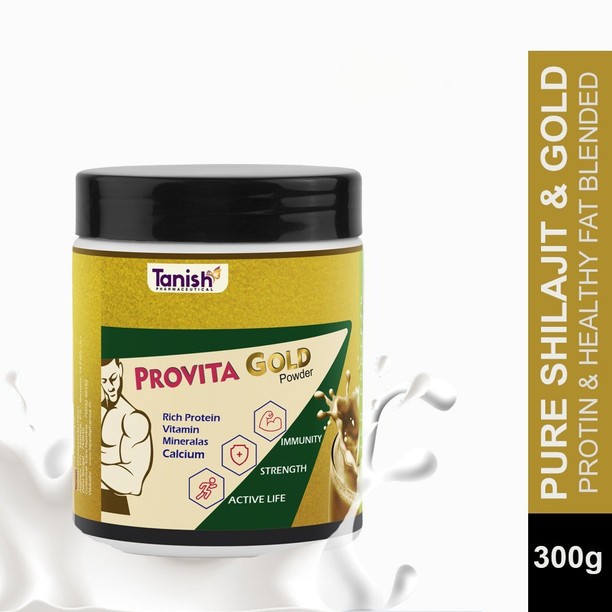 Tanish
PHARMACEUTICAL
PROVITA GOLD
Powder
Rich Protein
Vitamin
Mineralas
Calcium
IMMUNITY
STRENGTH
ACTIVE LIFE
PURE SHILAJIT & GOLD
PROTIN & HEALTHY FAT BLENDED
300g